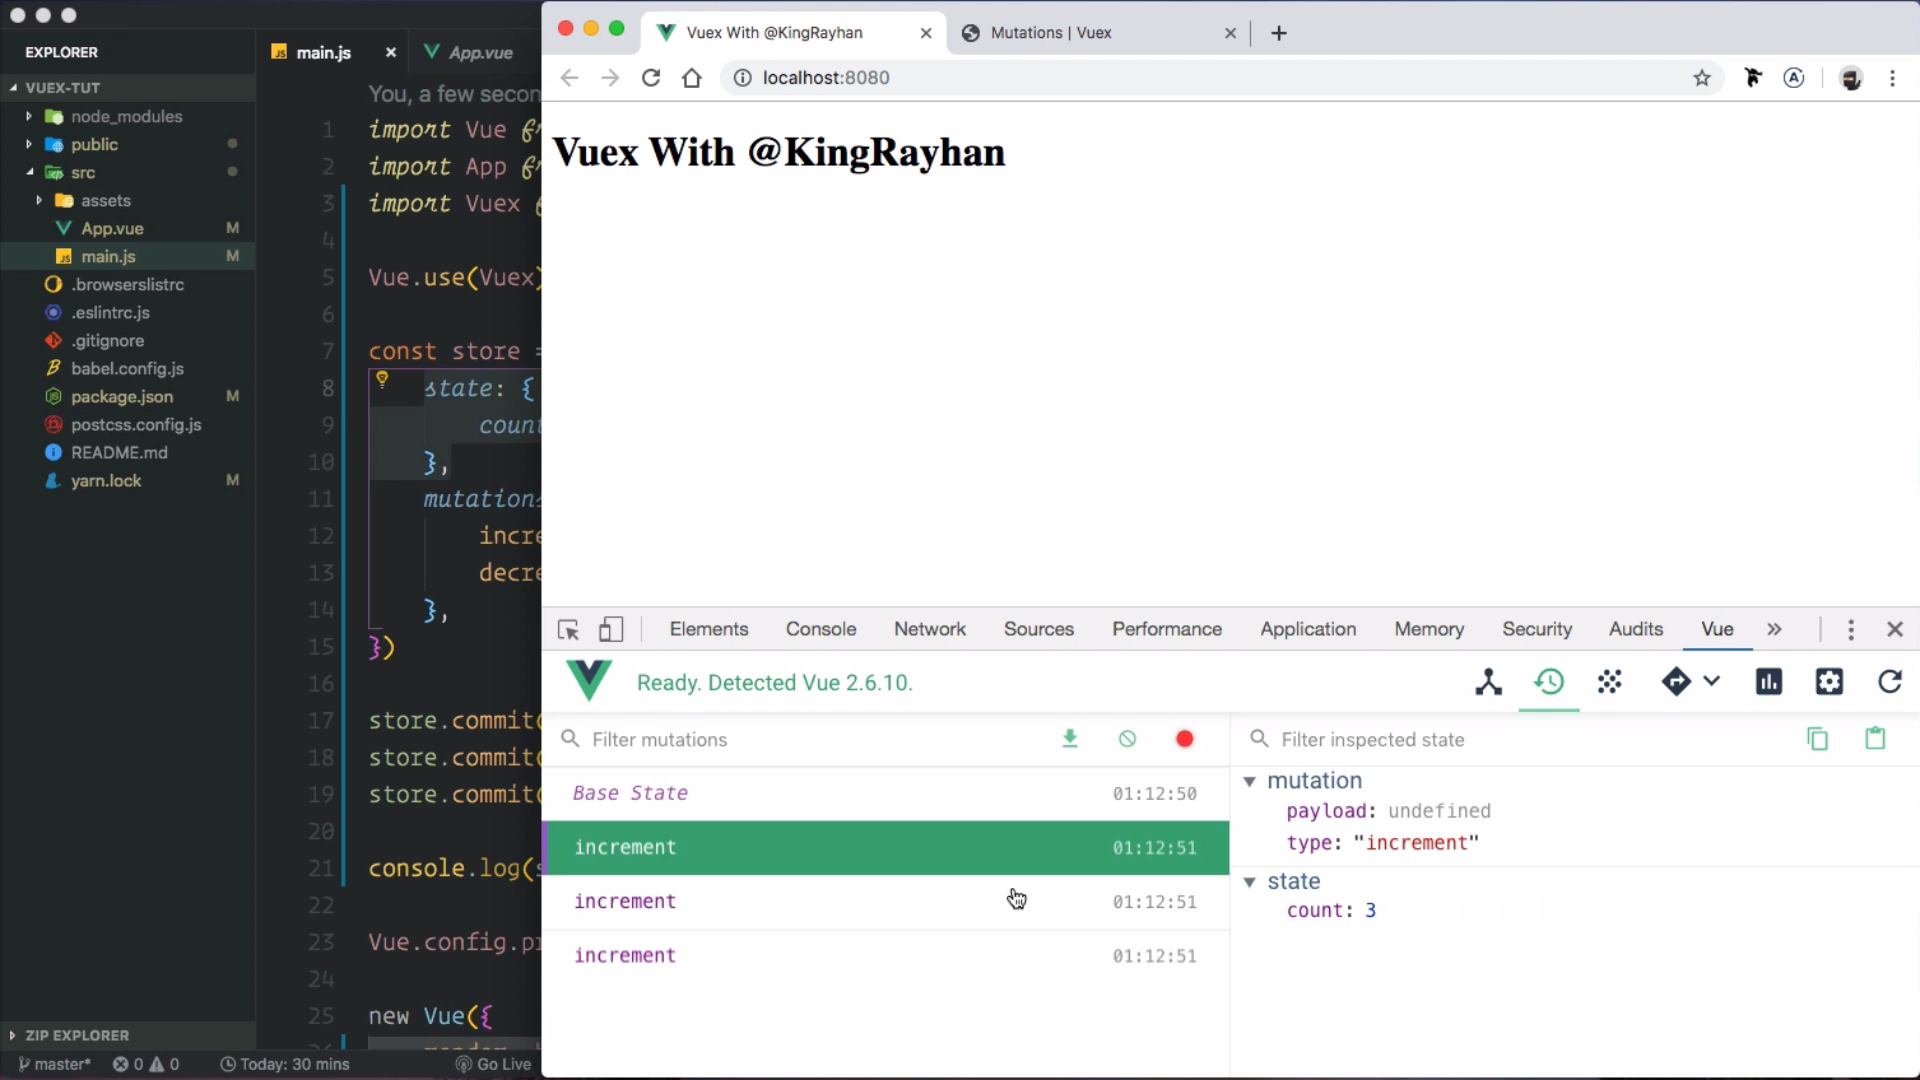 EXPLORER
VUEX-TUT
node_modules
public
src
assets
App.vue M
main.js M
.browserslistrc
.eslintrc.js
.gitignore
babel.config.js
package.json M
postcss.config.js
README.md
yarn.lock M
ZIP EXPLORER
master* 0 0 Today: 30 mins Go Live
main.js App.vue
You, a few secon
1 import Vue fr
2 import App fr
3 import Vuex
4
5 Vue.use(Vuex)
6
7 const store =
8 state: {
9 count
10 },
11 mutations
12 incre
13 decre
14 },
15 })
16
17 store.commit(
18 store.commit(
19 store.commit(
20
21 console.log(s
22
23 Vue.config.pr
24
25 new Vue({
Vuex With @KingRayhan
Mutations | Vuex
localhost:8080
Vuex With @KingRayhan
Elements Console Network Sources Performance Application Memory Security Audits Vue
Ready. Detected Vue 2.6.10.
Filter mutations
Base State 01:12:50
increment 01:12:51
increment 01:12:51
increment 01:12:51
Filter inspected state
mutation
payload: undefined
type: "increment"
state
count: 3